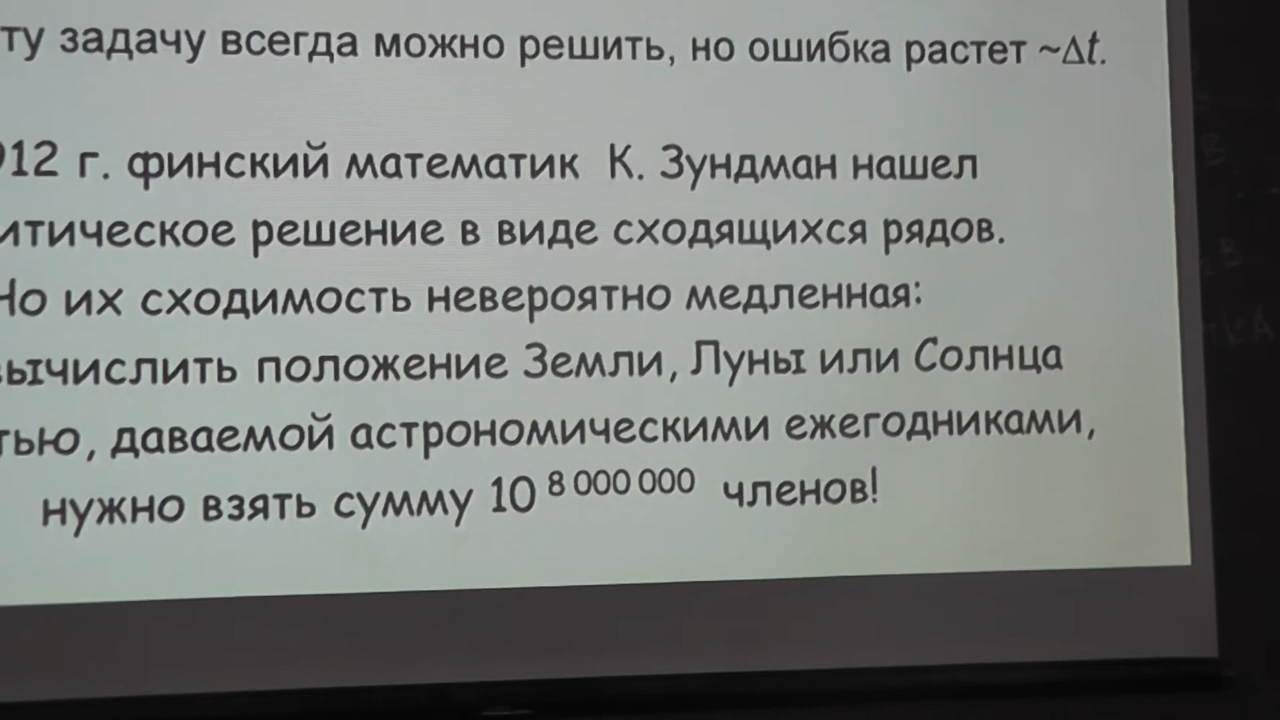 ту задачу всегда можно решить, но ошибка растет ~Δt.
12 г. финский математик К. Зундман нашел
итическое решение в виде сходящихся рядов.
Но их сходимость невероятно медленная:
вычислить положение Земли, Луны или Солнца
тью, даваемой астрономическими ежегодниками,
нужно взять сумму 10 8 000 000 членов!